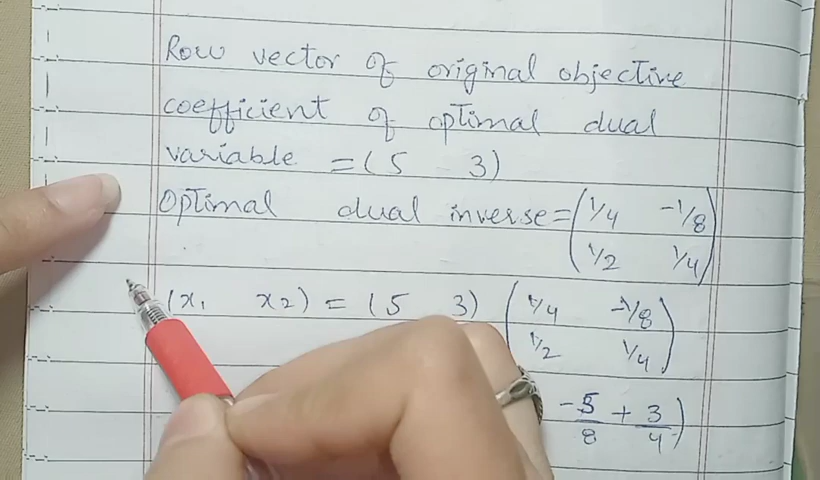 Row vector of original objective
coefficient of optimal dual
variable = (5 3)
Optimal dual inverse = (1/4 -1/8
1/2 1/4)
(x1 x2) = (5 3) (1/4 -1/8
1/2 1/4)
-5/8 + 3/4)